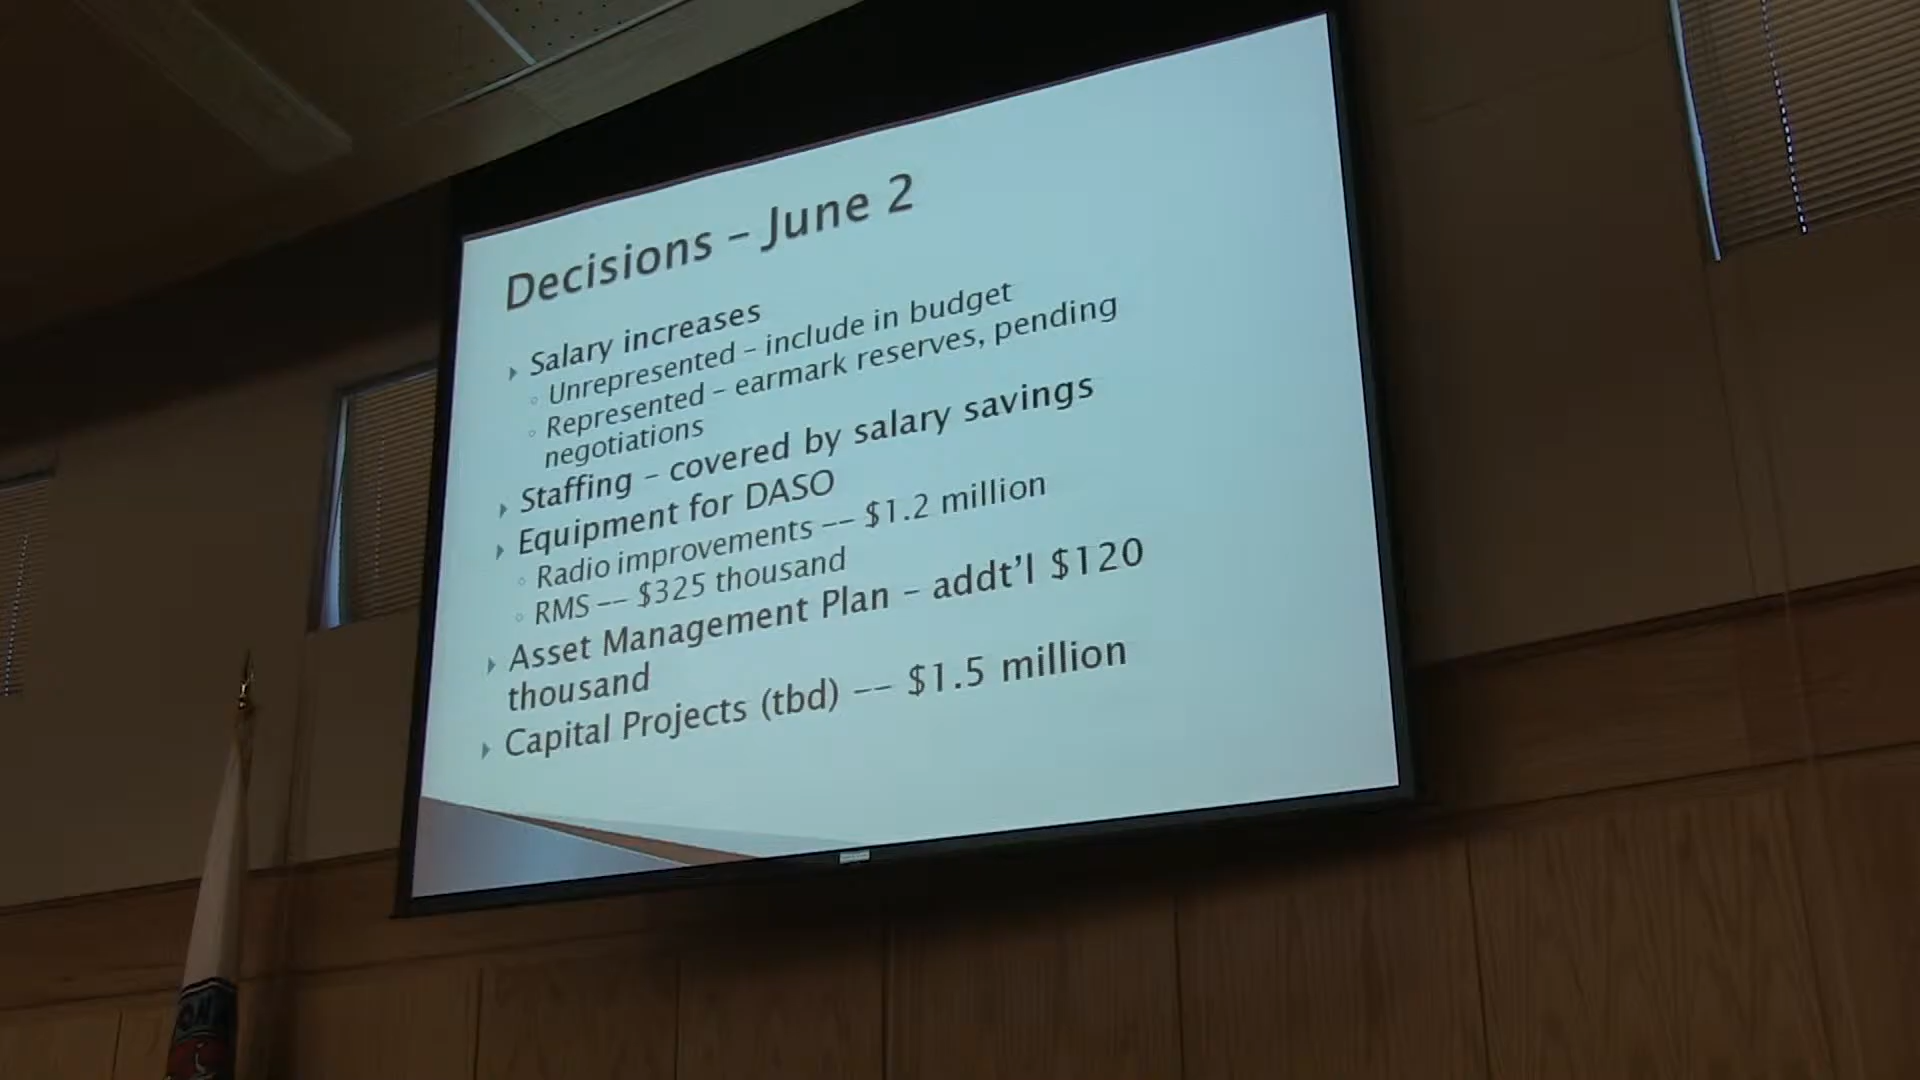 Decisions – June 2
Salary increases
Unrepresented – include in budget
Represented – earmark reserves, pending
negotiations
Staffing – covered by salary savings
Equipment for DASO
Radio improvements -- $1.2 million
RMS -- $325 thousand
Asset Management Plan – addt'l $120
thousand
Capital Projects (tbd) -- $1.5 million